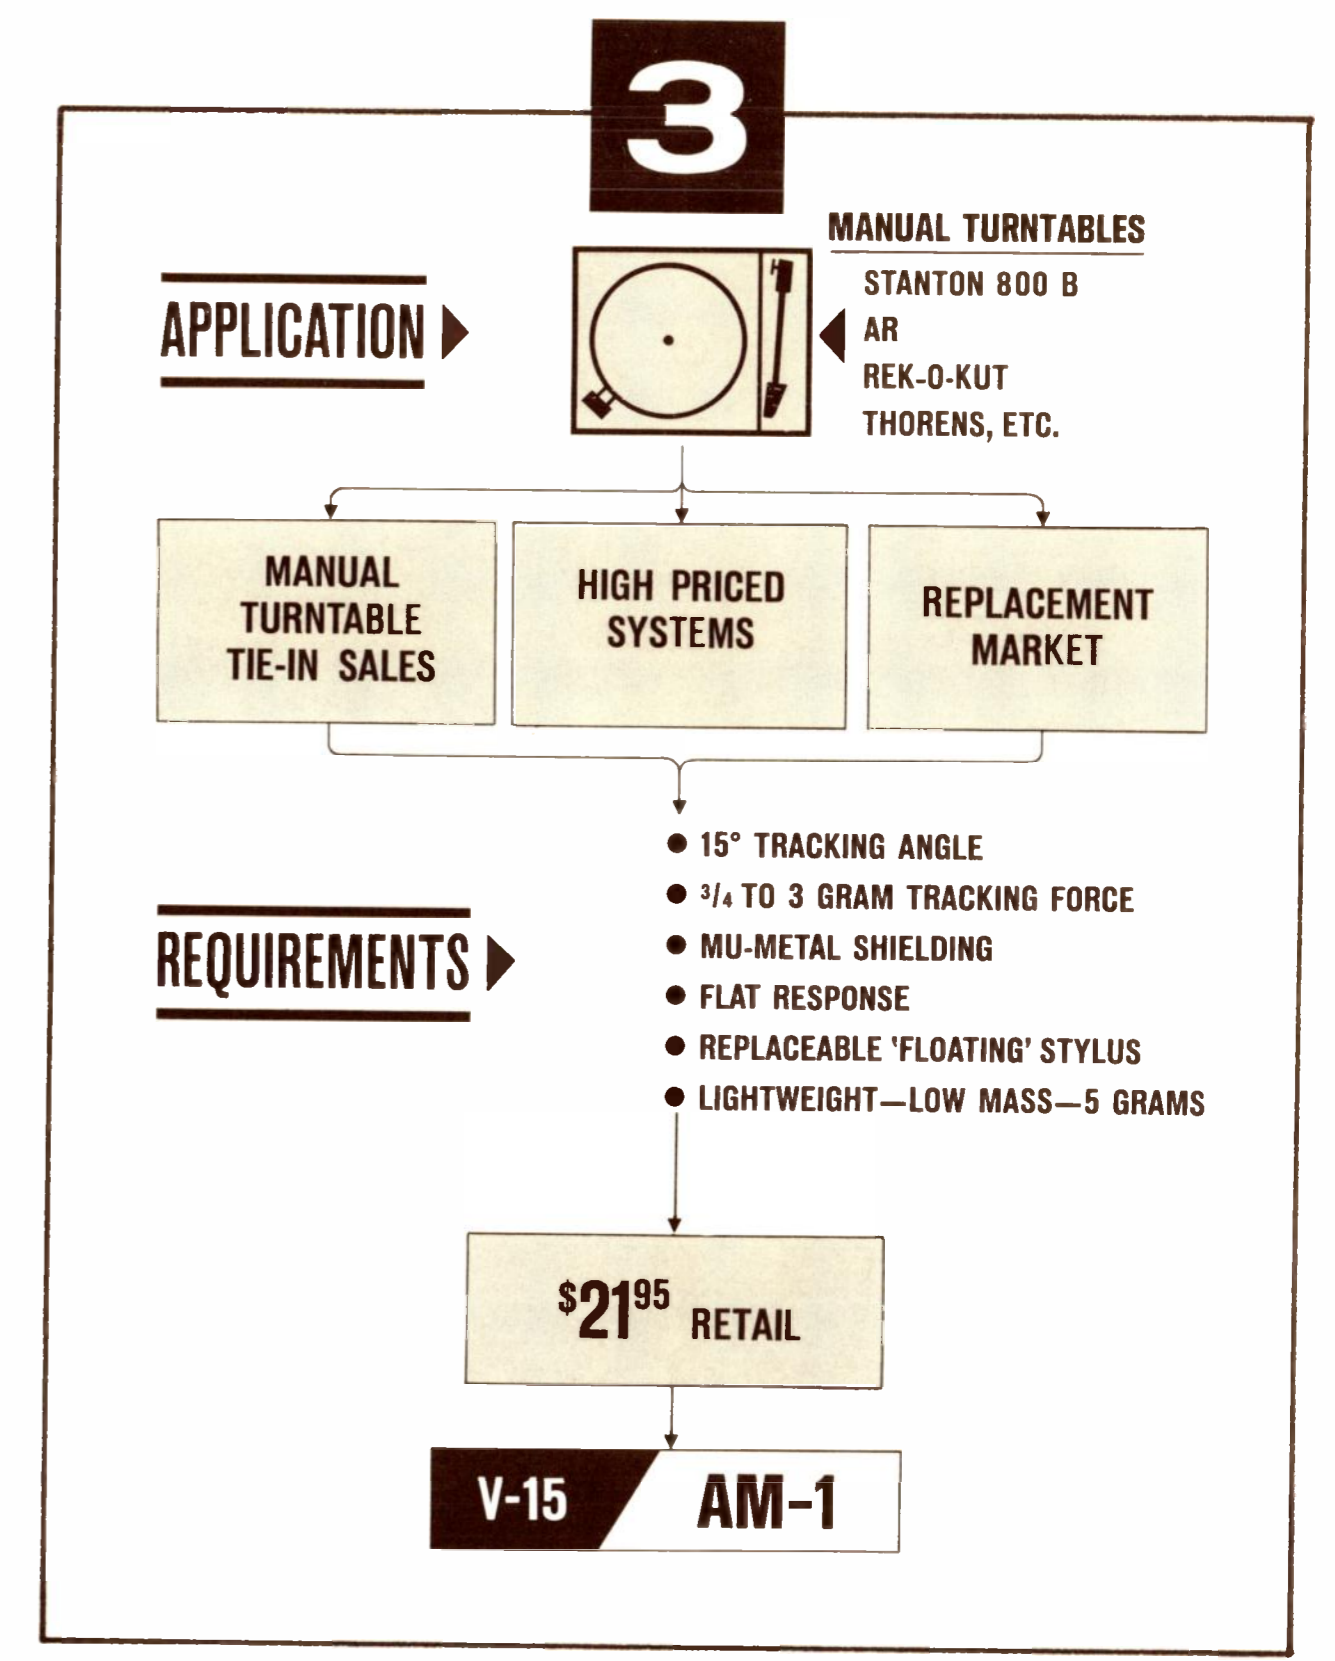 3
MANUAL TURNTABLES
STANTON 800 B
AR
REK-O-KUT
THORENS, ETC.
APPLICATION
MANUAL
TURNTABLE
TIE-IN SALES
HIGH PRICED
SYSTEMS
REPLACEMENT
MARKET
REQUIREMENTS
● 15° TRACKING ANGLE
● 3/4 TO 3 GRAM TRACKING FORCE
● MU-METAL SHIELDING
● FLAT RESPONSE
● REPLACEABLE 'FLOATING' STYLUS
● LIGHTWEIGHT—LOW MASS—5 GRAMS
$21 95 RETAIL
V-15 AM-1